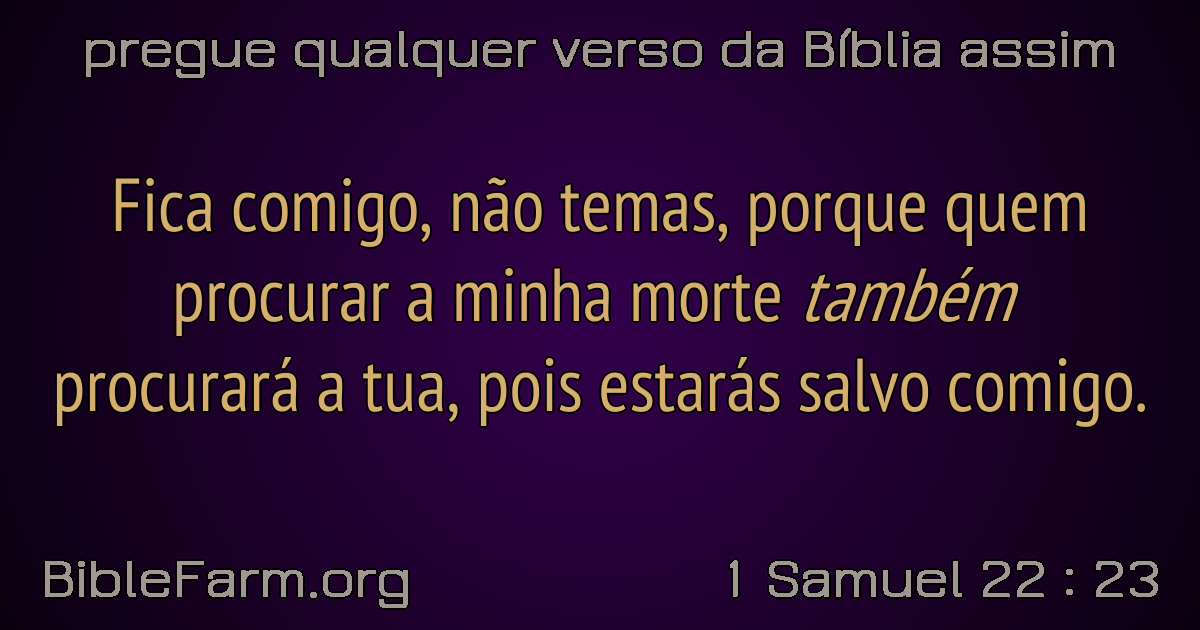 pregue qualquer verso da Bíblia assim
Fica comigo, não temas, porque quem
procurar a minha morte também
procurará a tua, pois estarás salvo comigo.
BibleFarm.org
1 Samuel 22 : 23